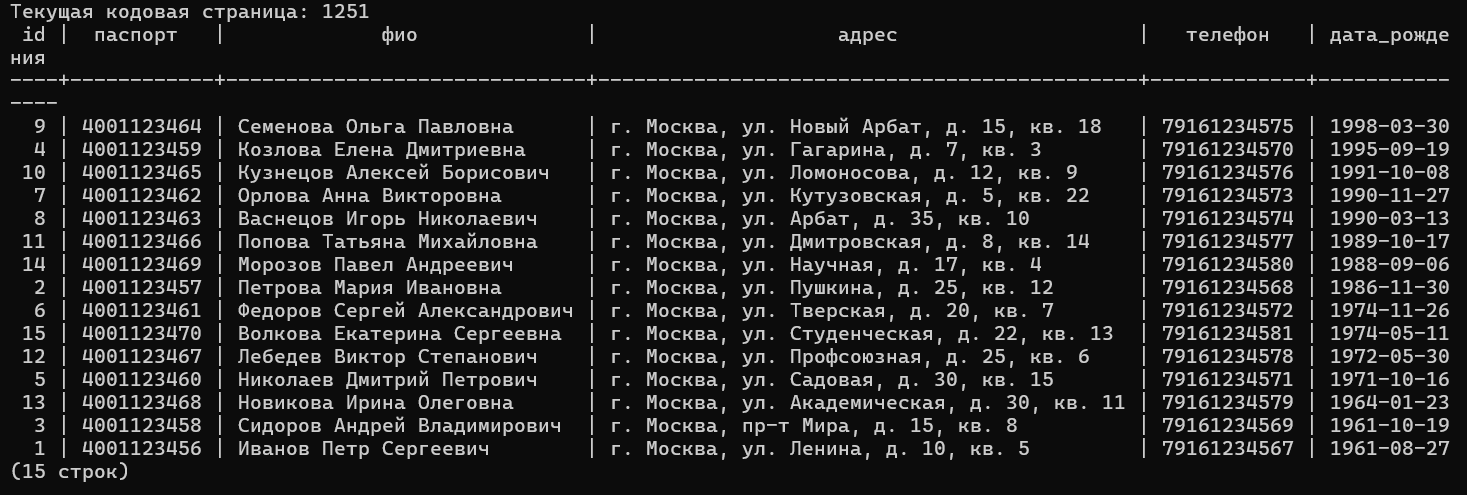 Текущая кодовая страница: 1251
 id |  паспорт   |             фио              |                    адрес                    |   телефон   | дата_рожде
ния
----+------------+------------------------------+---------------------------------------------+-------------+-----------
----
  9 | 4001123464 | Семенова Ольга Павловна      | г. Москва, ул. Новый Арбат, д. 15, кв. 18   | 79161234575 | 1998-03-30
  4 | 4001123459 | Козлова Елена Дмитриевна     | г. Москва, ул. Гагарина, д. 7, кв. 3        | 79161234570 | 1995-09-19
 10 | 4001123465 | Кузнецов Алексей Борисович   | г. Москва, ул. Ломоносова, д. 12, кв. 9     | 79161234576 | 1991-10-08
  7 | 4001123462 | Орлова Анна Викторовна       | г. Москва, ул. Кутузовская, д. 5, кв. 22    | 79161234573 | 1990-11-27
  8 | 4001123463 | Васнецов Игорь Николаевич    | г. Москва, ул. Арбат, д. 35, кв. 10         | 79161234574 | 1990-03-13
 11 | 4001123466 | Попова Татьяна Михайловна    | г. Москва, ул. Дмитровская, д. 8, кв. 14    | 79161234577 | 1989-10-17
 14 | 4001123469 | Морозов Павел Андреевич      | г. Москва, ул. Научная, д. 17, кв. 4        | 79161234580 | 1988-09-06
  2 | 4001123457 | Петрова Мария Ивановна       | г. Москва, ул. Пушкина, д. 25, кв. 12       | 79161234568 | 1986-11-30
  6 | 4001123461 | Федоров Сергей Александрович | г. Москва, ул. Тверская, д. 20, кв. 7       | 79161234572 | 1974-11-26
 15 | 4001123470 | Волкова Екатерина Сергеевна  | г. Москва, ул. Студенческая, д. 22, кв. 13  | 79161234581 | 1974-05-11
 12 | 4001123467 | Лебедев Виктор Степанович    | г. Москва, ул. Профсоюзная, д. 25, кв. 6    | 79161234578 | 1972-05-30
  5 | 4001123460 | Николаев Дмитрий Петрович    | г. Москва, ул. Садовая, д. 30, кв. 15       | 79161234571 | 1971-10-16
 13 | 4001123468 | Новикова Ирина Олеговна      | г. Москва, ул. Академическая, д. 30, кв. 11 | 79161234579 | 1964-01-23
  3 | 4001123458 | Сидоров Андрей Владимирович  | г. Москва, пр-т Мира, д. 15, кв. 8          | 79161234569 | 1961-10-19
  1 | 4001123456 | Иванов Петр Сергеевич        | г. Москва, ул. Ленина, д. 10, кв. 5         | 79161234567 | 1961-08-27
(15 строк)